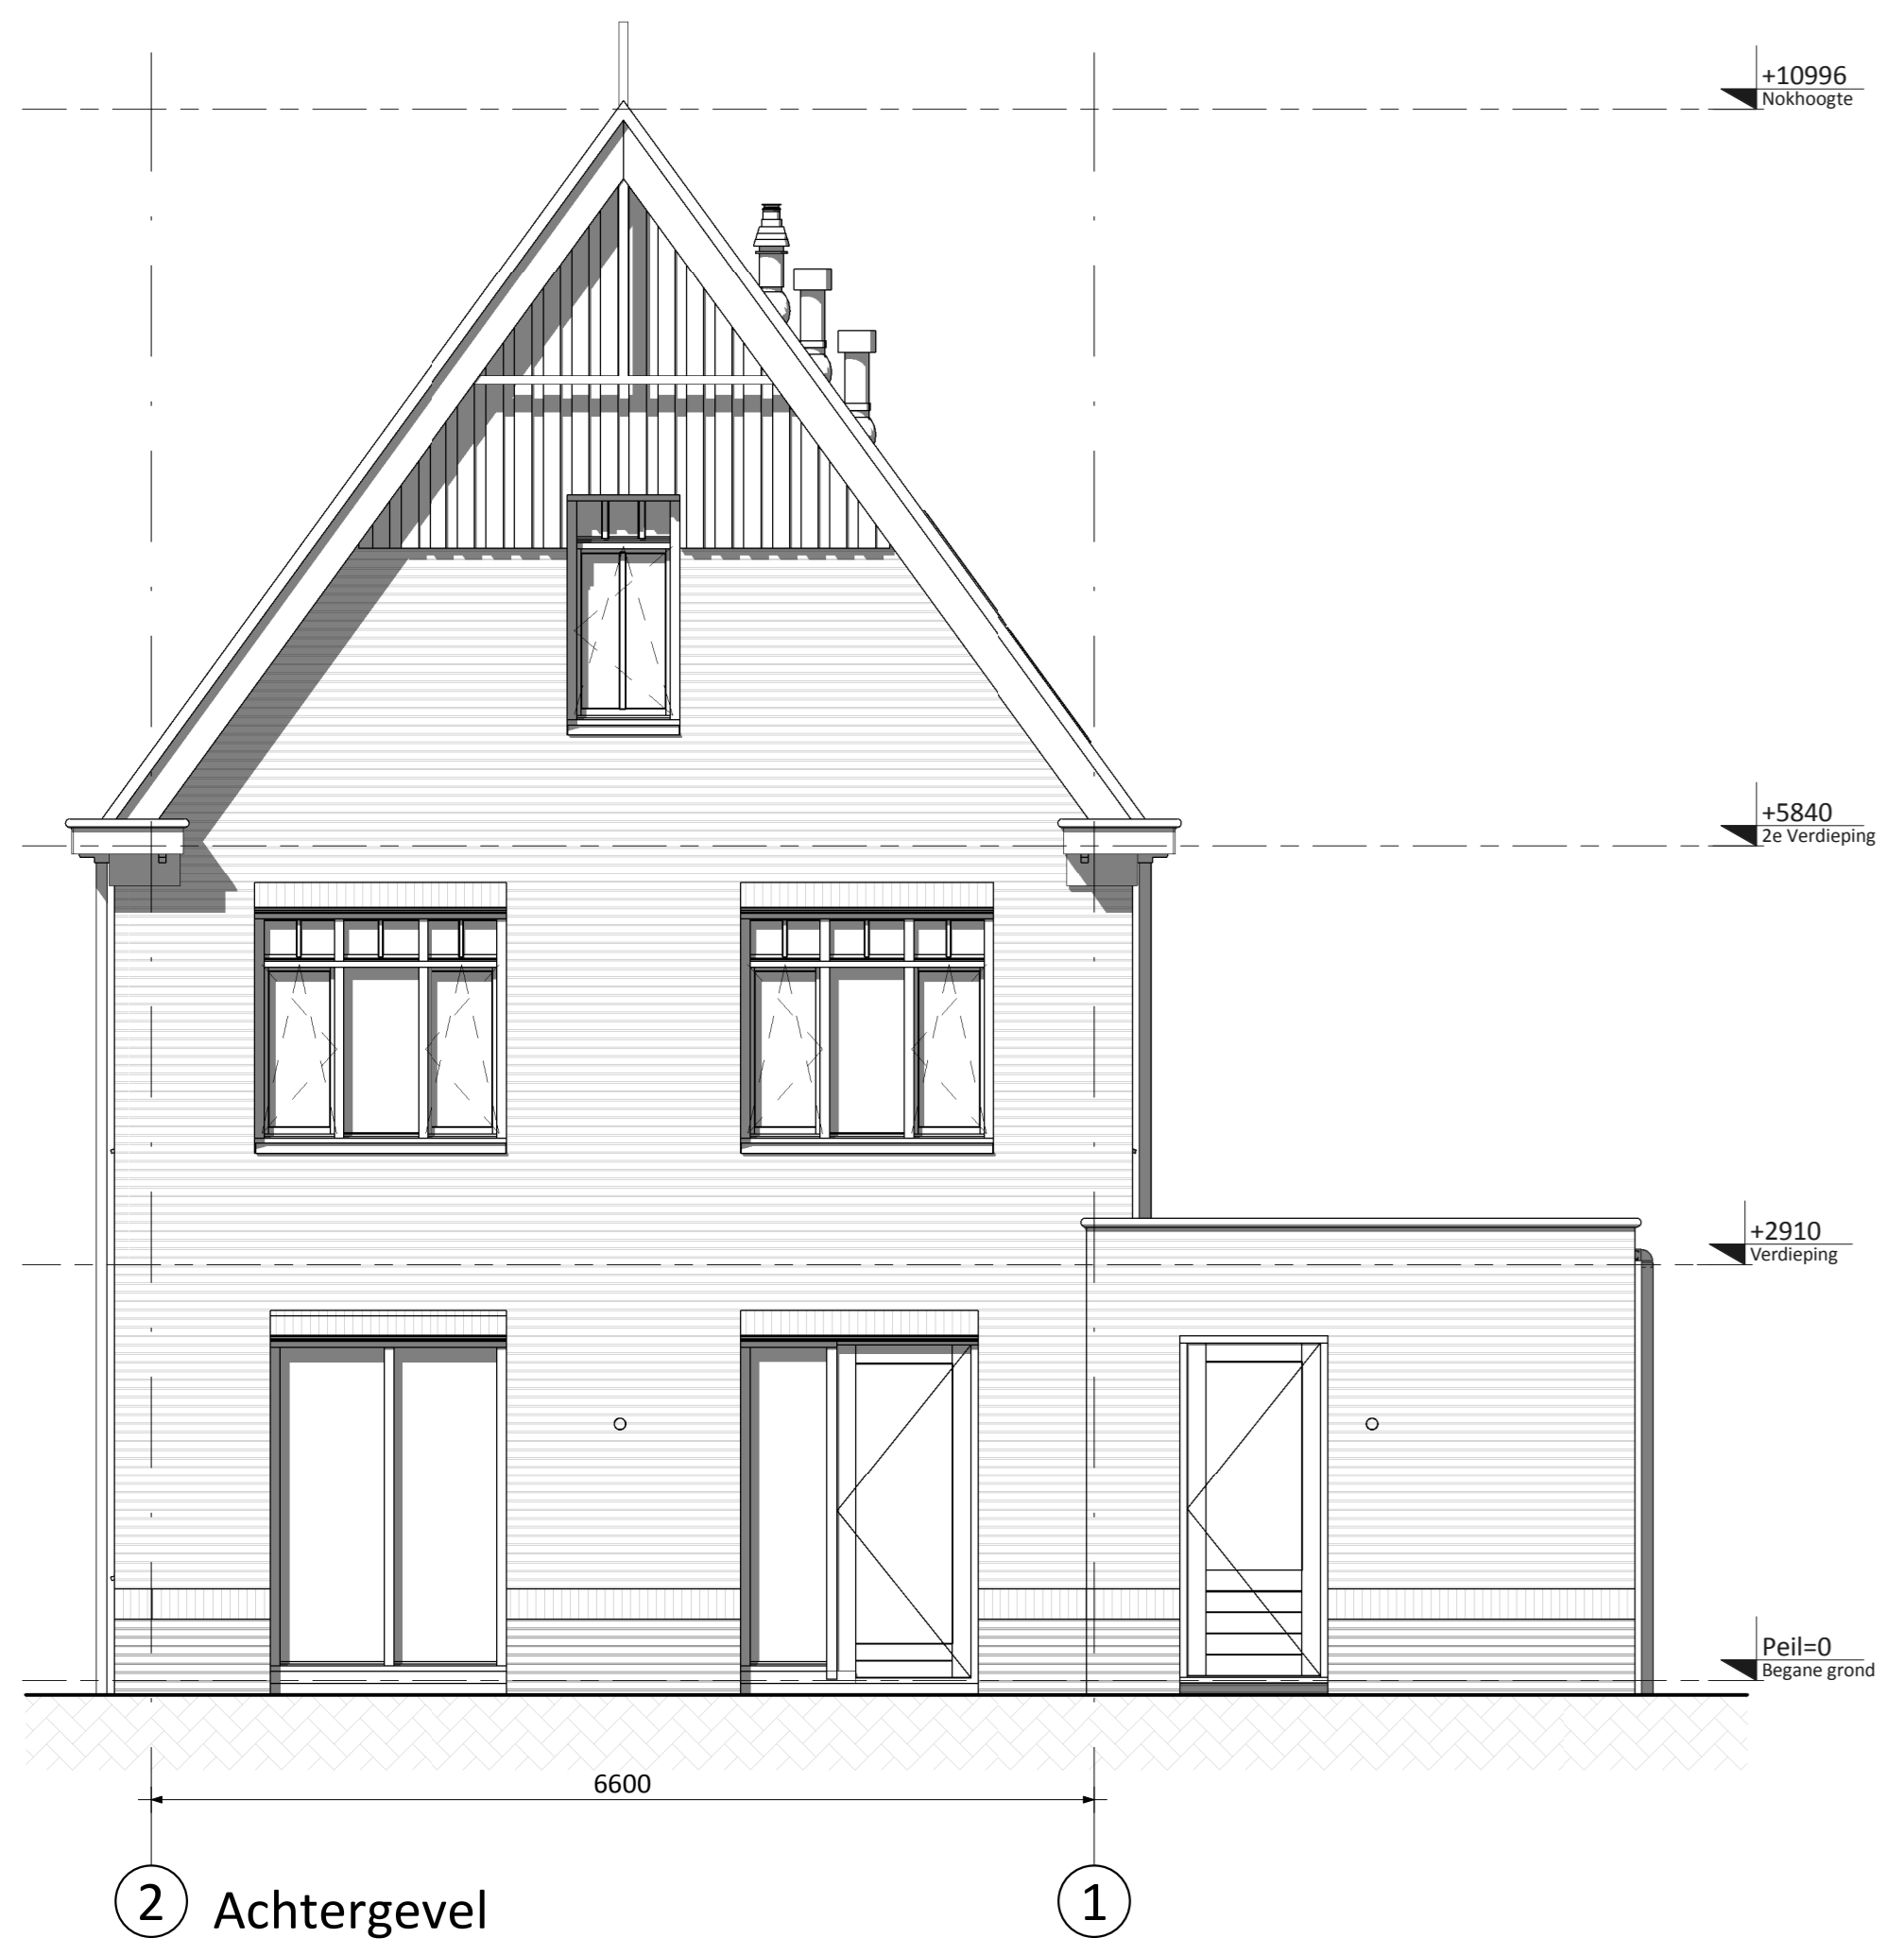 +10996
Nokhoogte
+5840
2e Verdieping
+2910
Verdieping
Peil=0
Begane grond
6600
2 Achtergevel
1